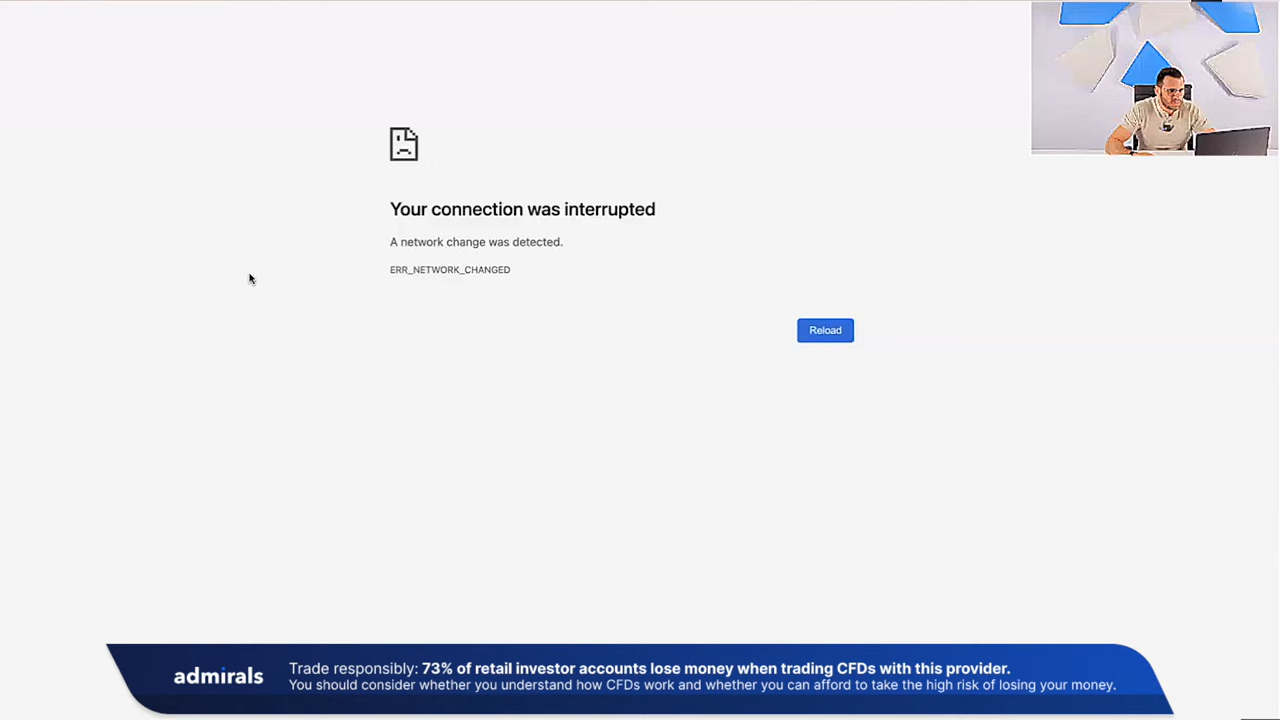 Your connection was interrupted
A network change was detected.
ERR_NETWORK_CHANGED
Reload
admirals
Trade responsibly: 73% of retail investor accounts lose money when trading CFDs with this provider.
You should consider whether you understand how CFDs work and whether you can afford to take the high risk of losing your money.